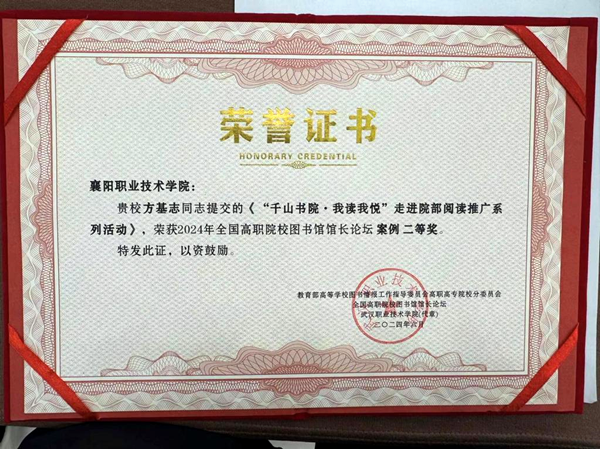 荣誉证书
HONORARY CREDENTIAL
襄阳职业技术学院：
贵校方基志同志提交的《“千山书院·我读我悦”走进院部阅读推广系
列活动》，荣获2024年全国高职院校图书馆馆长论坛 案例 二等奖。
特发此证，以资鼓励。
教育部高等学校图书情报工作指导委员会高职高专院校分委员会
全国高职院校图书馆馆长论坛
武汉职业技术学院(代章)
二〇二四年六月